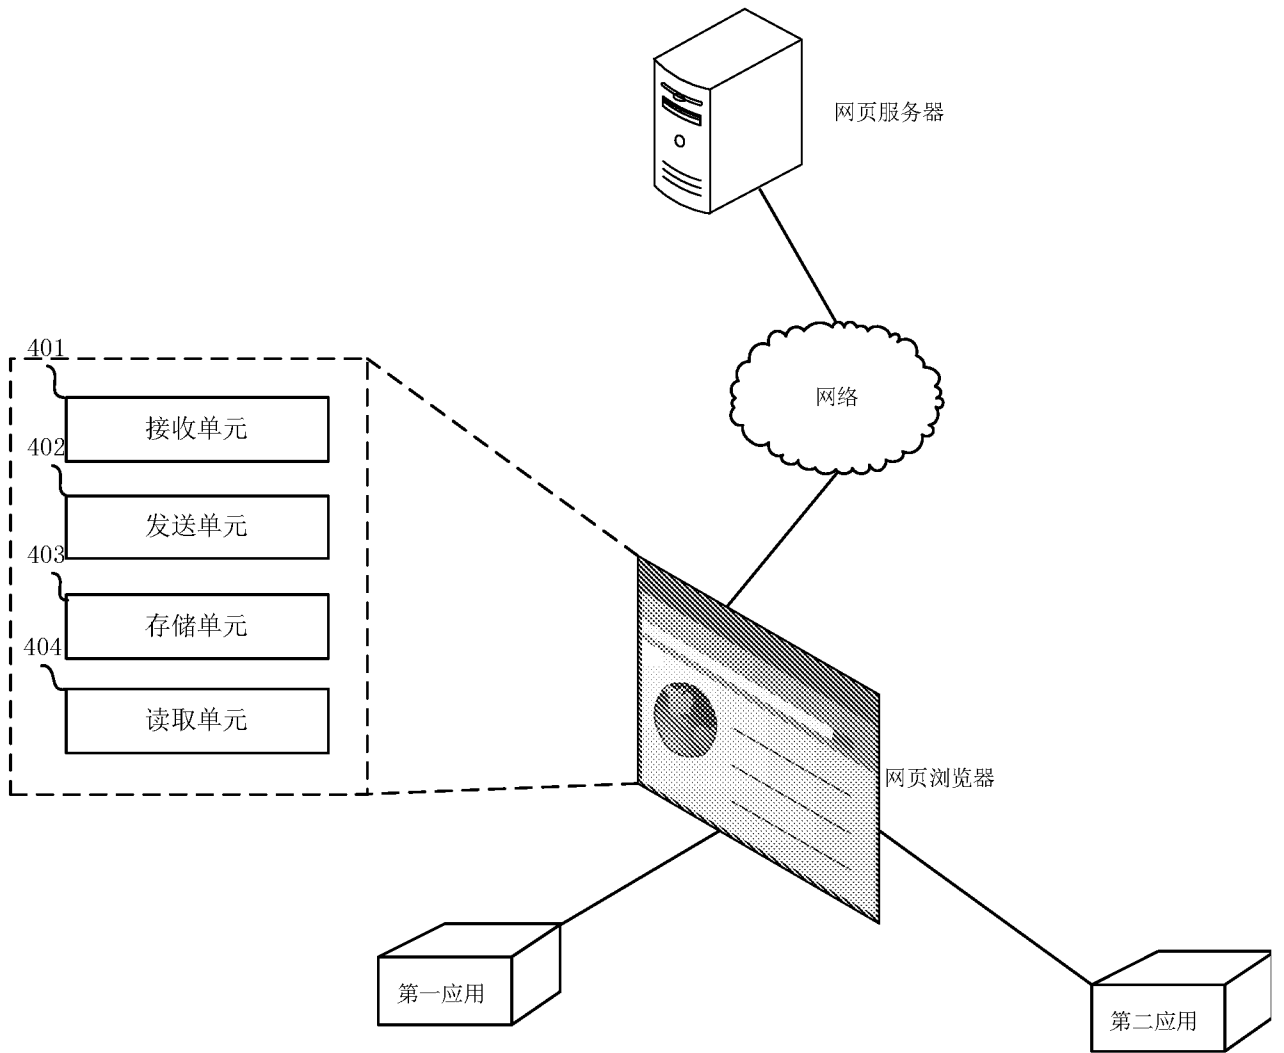 网页服务器
网络
401
接收单元
402
发送单元
403
存储单元
404
读取单元
网页浏览器
第一应用
第二应用